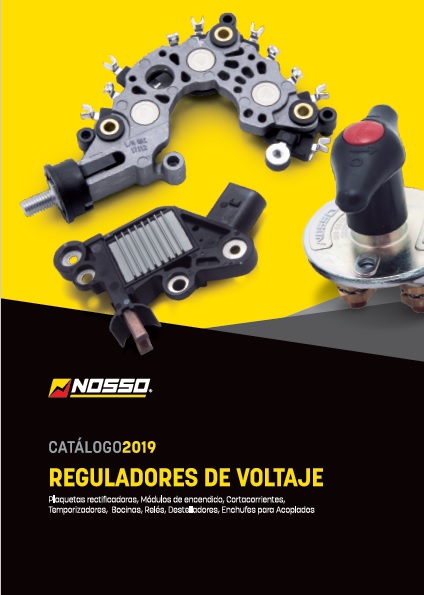 NOSSO
CATÁLOGO2019
REGULADORES DE VOLTAJE
Plaquetas rectificadoras, Módulos de encendido, Cortacorrientes,
Temporizadores, Bocinas, Relés, Destelladores, Enchufes para Acoplados